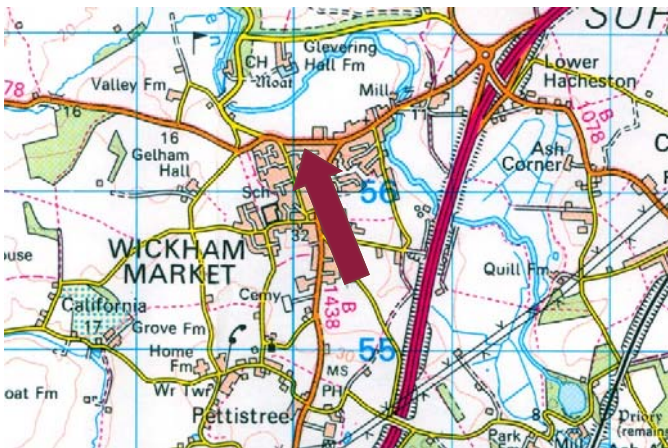 SUF
Glevering
Hall Fm
CH
Moat
Lower
Hacheston
Valley Fm
Mill
B
1078
78
16
16
11
Gelham
Hall
Ash
Corner
Sch
56
32
WICKHAM
MARKET
ouse
Quill Fm
Cemy
B
1438
California
17
Grove Fm
30
55
Home
Fm
MS
PH
oat Fm
Wr Twr
Pettistree
8
Park
Priory
(remain